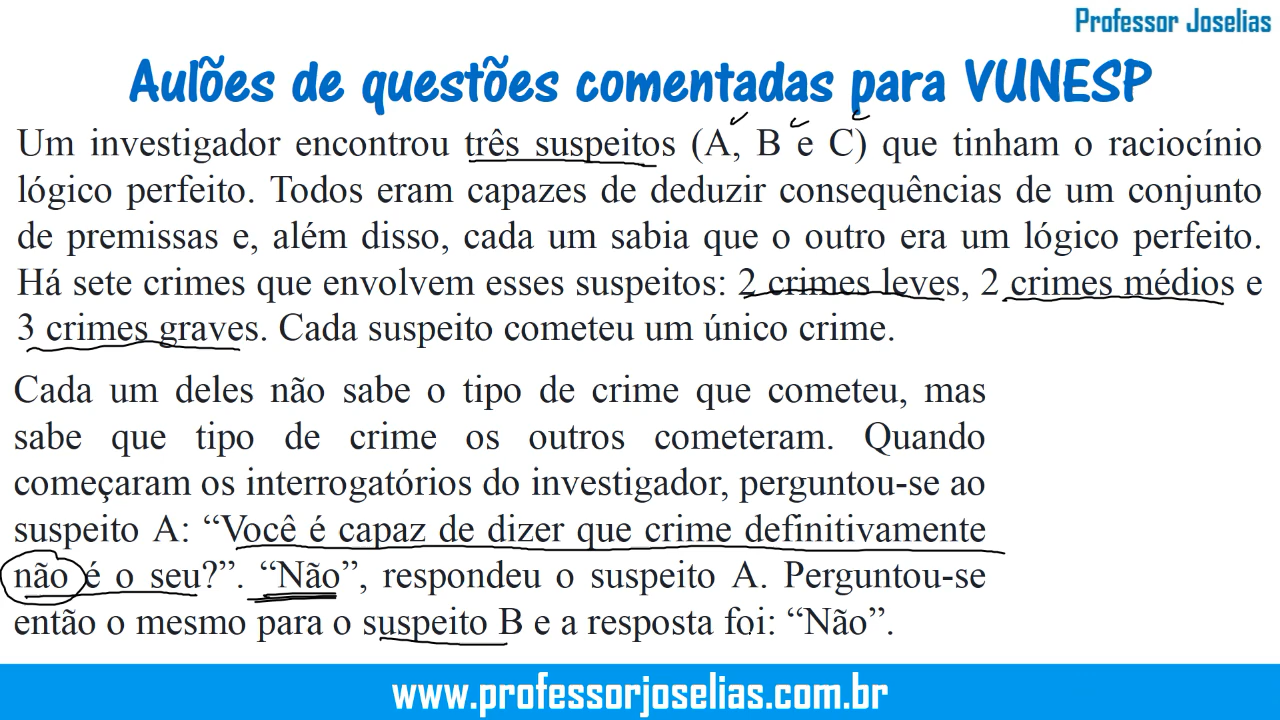 Professor Joselias
Aulões de questões comentadas para VUNESP
Um investigador encontrou três suspeitos (A, B e C) que tinham o raciocínio
lógico perfeito. Todos eram capazes de deduzir consequências de um conjunto
de premissas e, além disso, cada um sabia que o outro era um lógico perfeito.
Há sete crimes que envolvem esses suspeitos: 2 crimes leves, 2 crimes médios e
3 crimes graves. Cada suspeito cometeu um único crime.
Cada um deles não sabe o tipo de crime que cometeu, mas
sabe que tipo de crime os outros cometeram. Quando
começaram os interrogatórios do investigador, perguntou-se ao
suspeito A: “Você é capaz de dizer que crime definitivamente
não é o seu?”. “Não”, respondeu o suspeito A. Perguntou-se
então o mesmo para o suspeito B e a resposta foi: “Não”.
www.professorjoselias.com.br